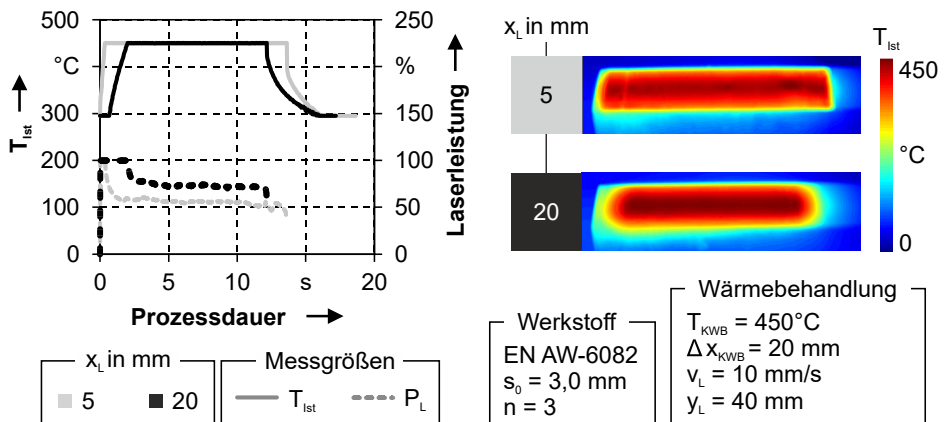 500
°C
300
200
100
0
T_Ist
250
%
150
100
50
0
Laserleistung
0
5
10
s
20
Prozessdauer
x_L in mm
5
20
Messgrößen
T_Ist
P_L
x_L in mm
5
20
T_Ist
450
°C
0
Werkstoff
EN AW-6082
s_0 = 3,0 mm
n = 3
Wärmebehandlung
T_KWB = 450°C
Δ x_KWB = 20 mm
v_L = 10 mm/s
y_L = 40 mm